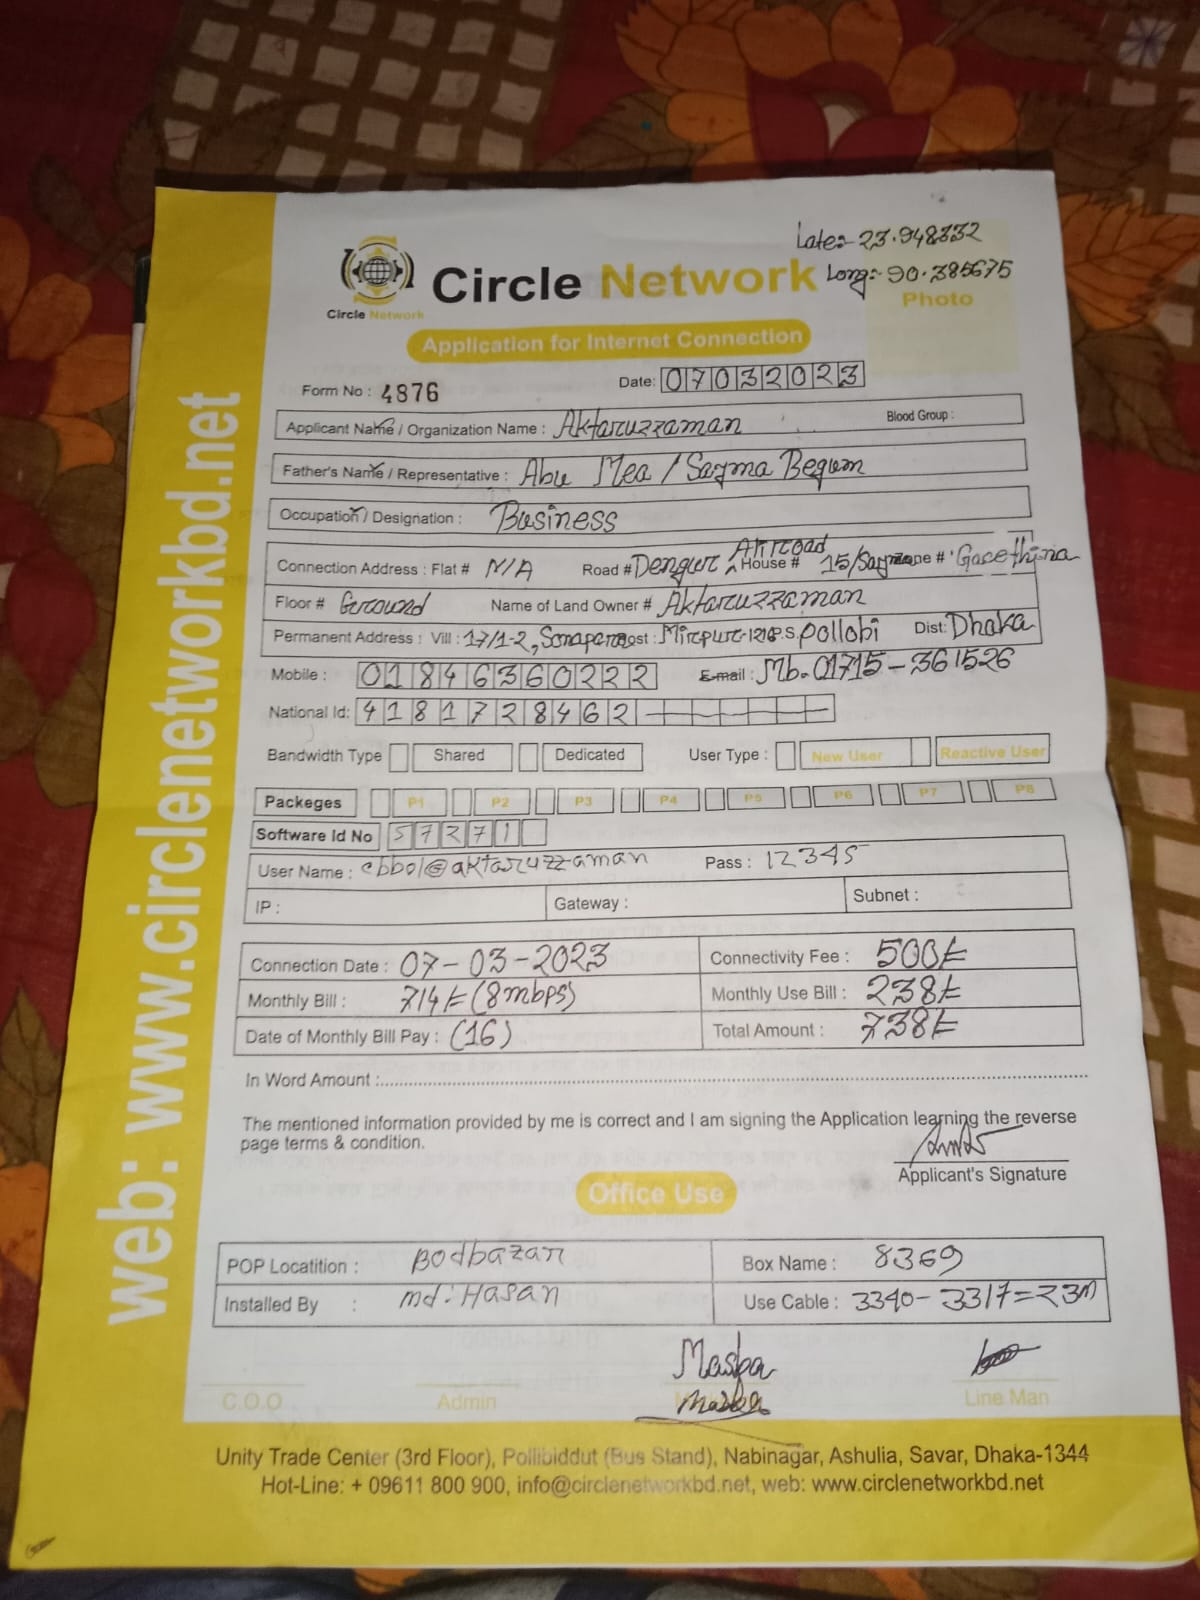 Late:- 23.948332
Long:- 90.385675
Circle Network
Circle Network
Photo
Application for Internet Connection
Form No : 4876
Date: 07032023
Applicant Name / Organization Name : Aktaruzzaman Blood Group :
Father's Name / Representative : Abu Mea / Sayma Begum
Occupation / Designation : Business
Connection Address : Flat # N/A Road # Dengur Ali road House # 15/ # Gacethina
Floor # Ground Name of Land Owner # Aktaruzzaman
Permanent Address : Vill : 17/1-2, : Mirpur-1216 P.S. Pollobi Dist: Dhaka
Mobile : 01846360222 E-mail : Mb. 01715-361526
National Id: 4181728462
Bandwidth Type Shared Dedicated User Type : New User Reactive User
Packeges P1 P2 P3 P4 P5 P6 P7 P8
Software Id No 57271
User Name : cbbol@aktaruzzaman Pass : 12345
IP : Gateway : Subnet :
Connection Date : 07-03-2023 Connectivity Fee : 500/=
Monthly Bill : 714/= (8mbps) Monthly Use Bill : 238/=
Date of Monthly Bill Pay : (16) Total Amount : 738/=
In Word Amount :
The mentioned information provided by me is correct and I am signing the Application learning the reverse
page terms & condition.
Applicant's Signature
Office Use
POP Locatition : Bodbazar Box Name : 8369
Installed By : md: Hasan Use Cable : 3340-3317=23m
C.O.O Admin Line Man
Unity Trade Center (3rd Floor), Pollibiddut (Bus Stand), Nabinagar, Ashulia, Savar, Dhaka-1344
Hot-Line: + 09611 800 900, info@circlenetworkbd.net, web: www.circlenetworkbd.net
web: www.circlenetworkbd.net